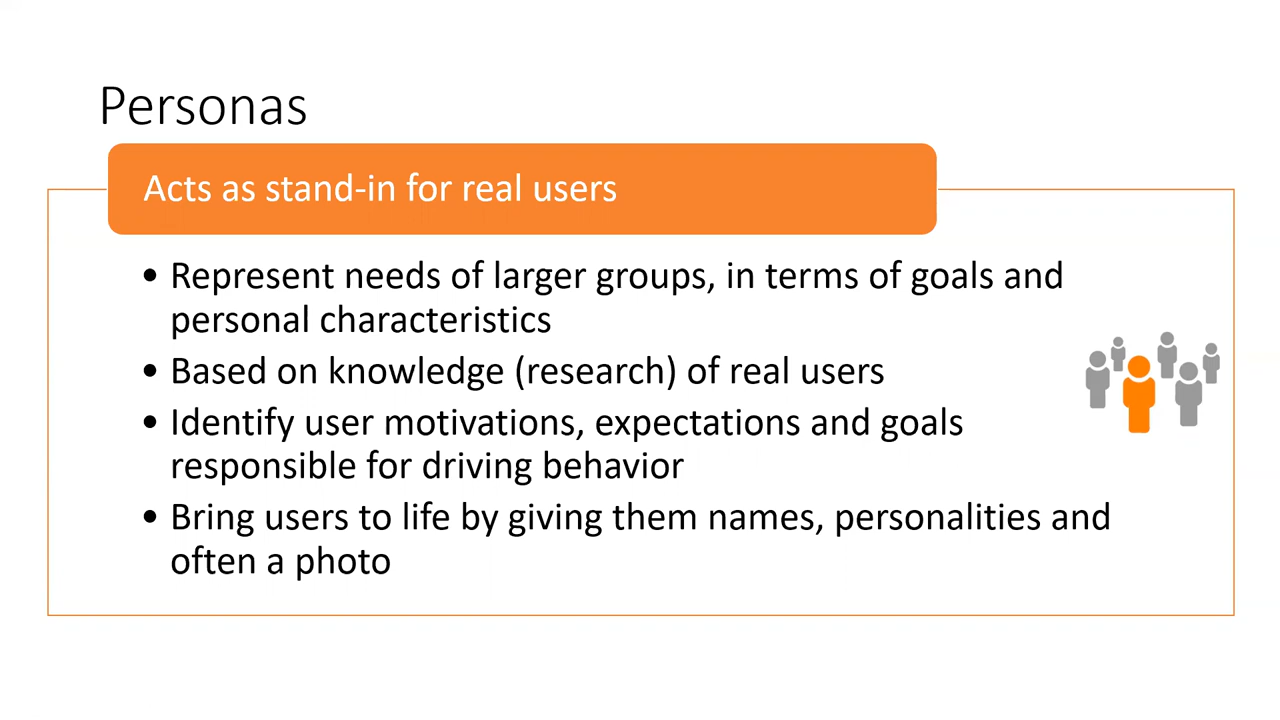 Personas
Acts as stand-in for real users
• Represent needs of larger groups, in terms of goals and
personal characteristics
• Based on knowledge (research) of real users
• Identify user motivations, expectations and goals
responsible for driving behavior
• Bring users to life by giving them names, personalities and
often a photo